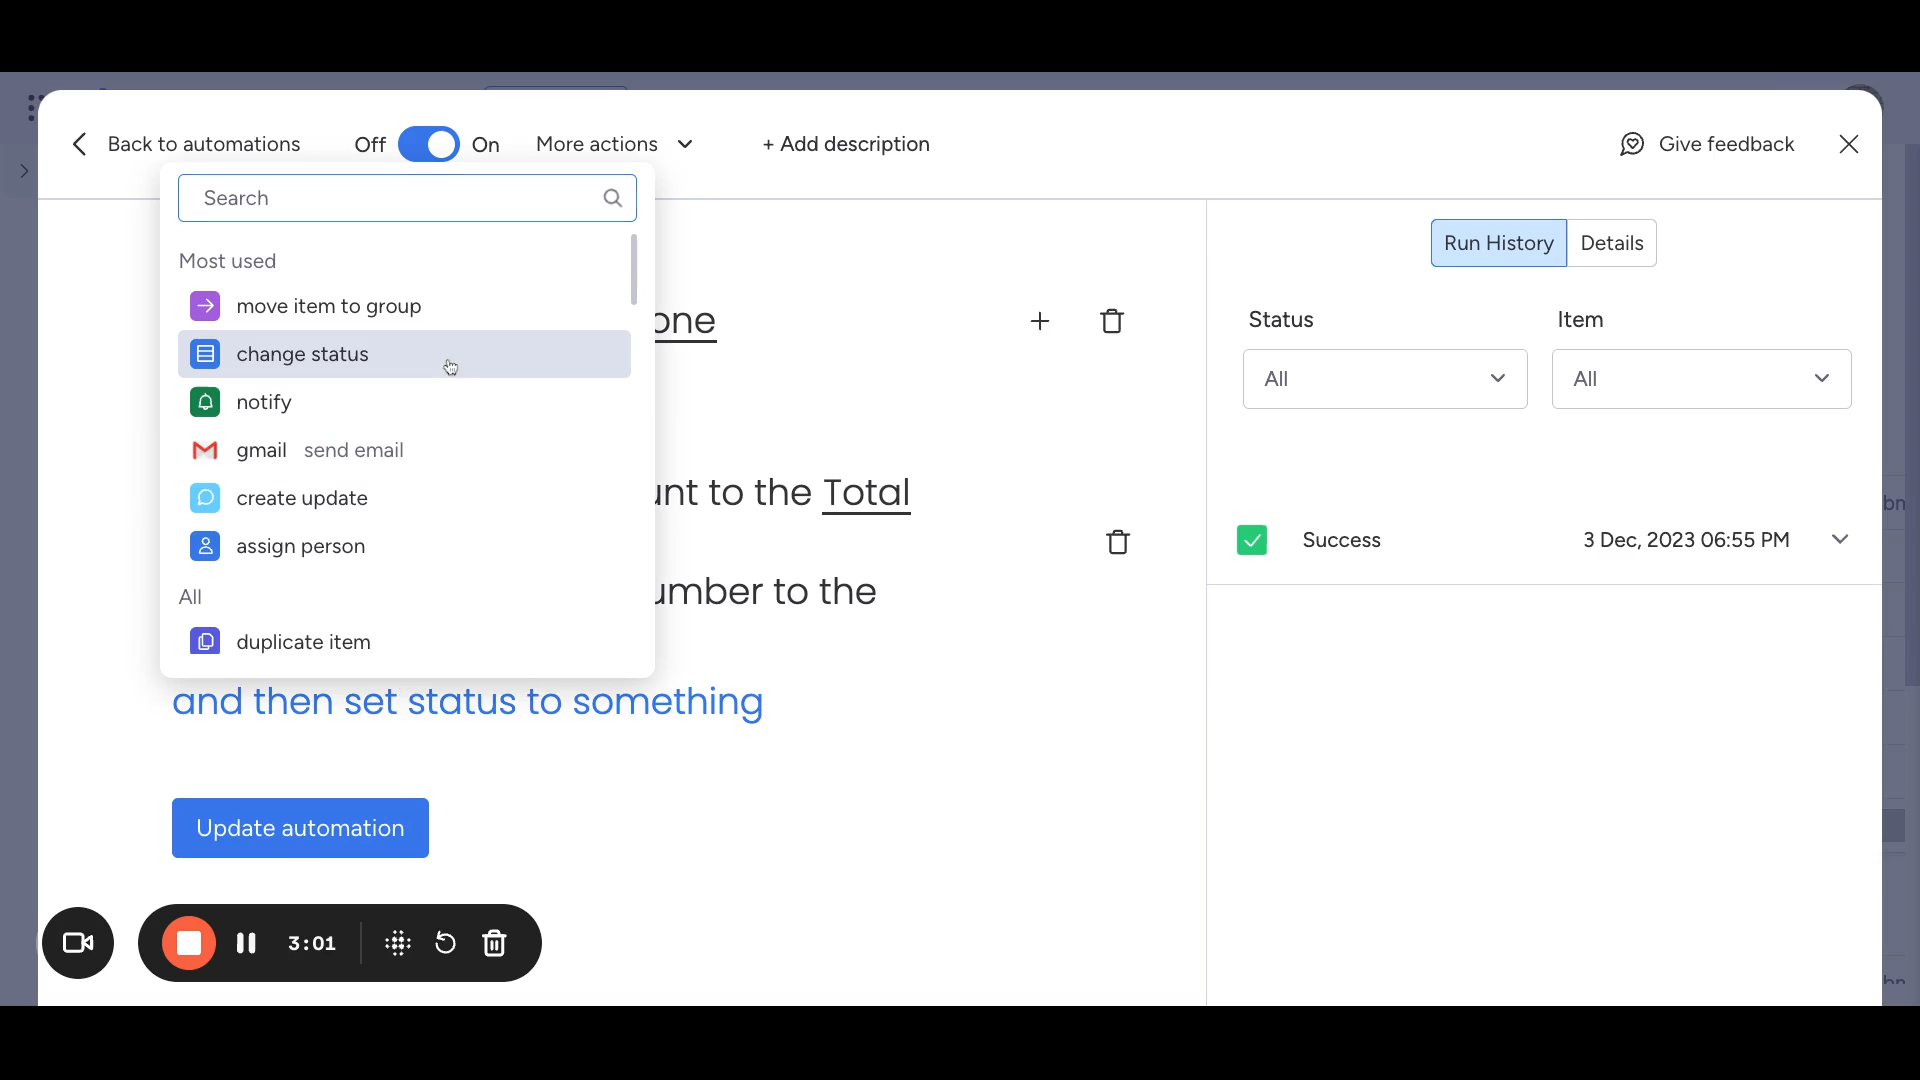 Back to automations
Off
On
More actions
+ Add description
Give feedback
Search
Most used
move item to group
change status
notify
gmail send email
create update
assign person
All
duplicate item
to the Total
to the
and then set status to something
Update automation
3:01
Run History
Details
Status
Item
All
All
Success
3 Dec, 2023 06:55 PM